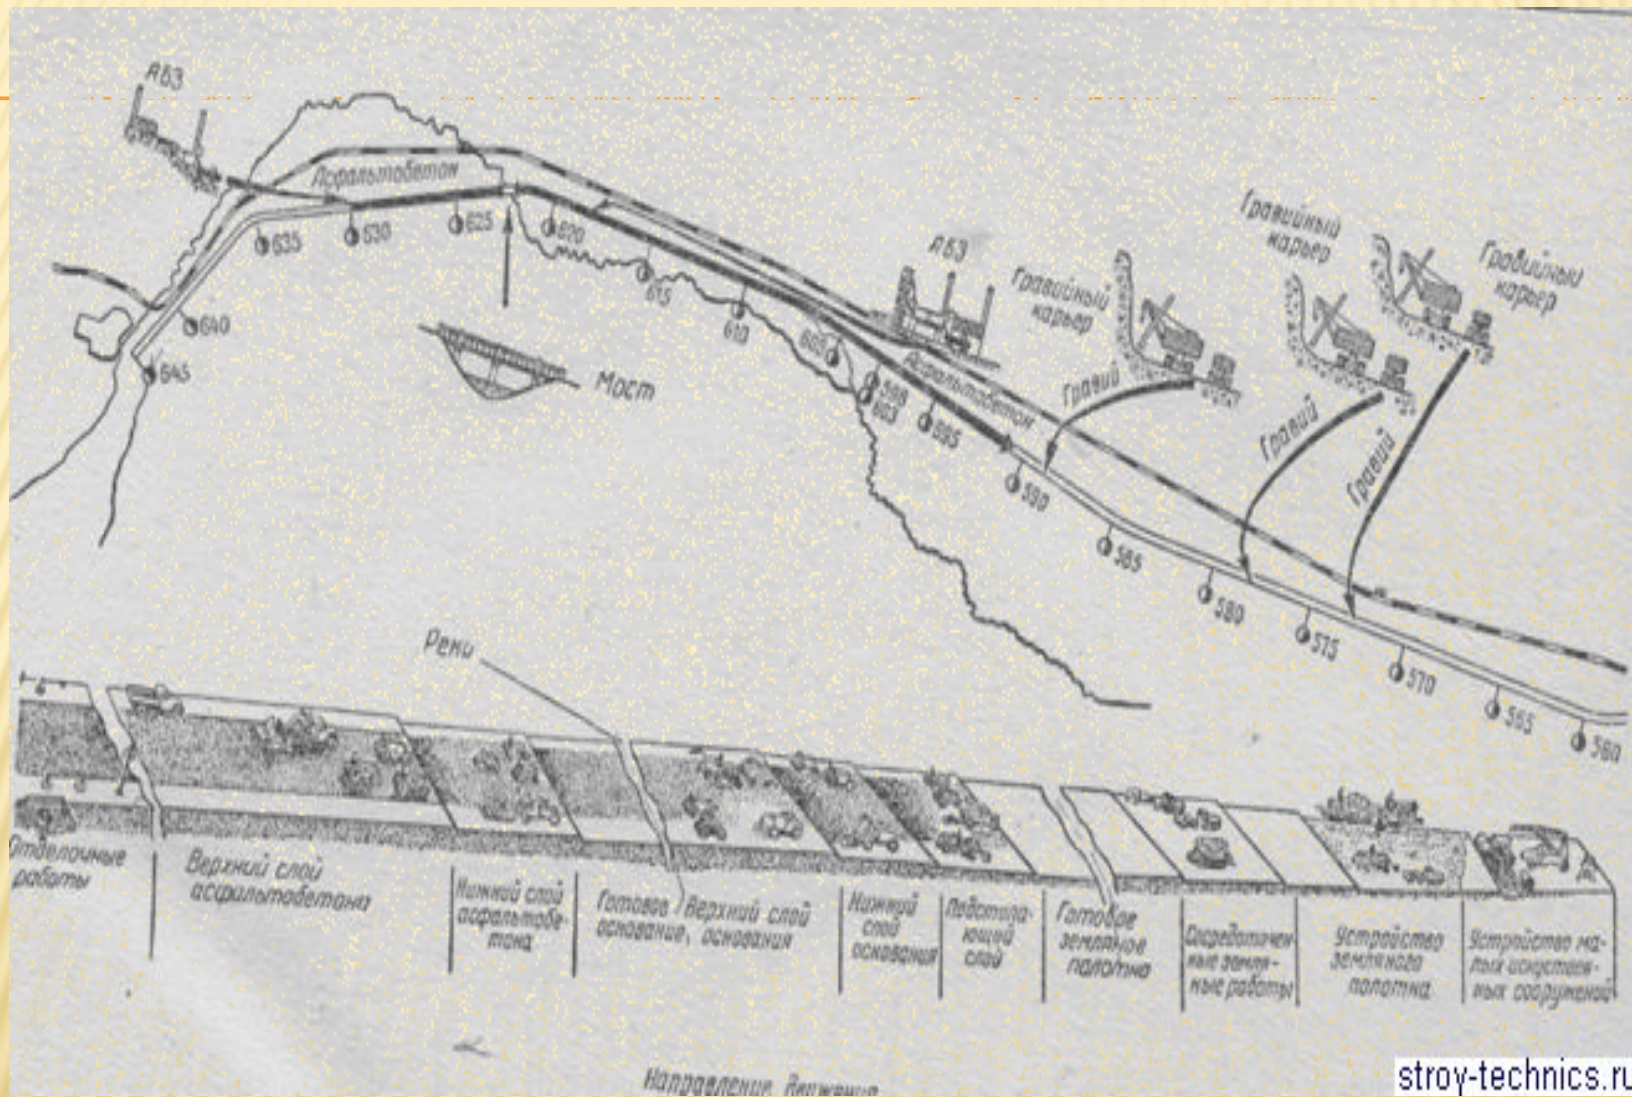 АБЗ
Асфальтобетон
635
630
625
620
615
610
640
645
Мост
АБЗ
Асфальтобетон
595
590
585
580
575
570
565
560
Гравийный
карьер
Гравийный
карьер
Гравийный
карьер
Гравий
Гравий
Гравий
Реки
Отделочные
работы
Верхний слой
асфальтобетона
Нижний слой
асфальтобе-
тона
Готовое
основание,
Верхний слой
основания
Нижний
слой
основания
Подстила-
ющий
слой
Готовое
земляное
полотно
Сосредоточен
ные земля-
ные работы
Устройство
земляного
полотна
Устройство ма-
лых искусствен-
ных сооружений
Направление движения
stroy-technics.ru